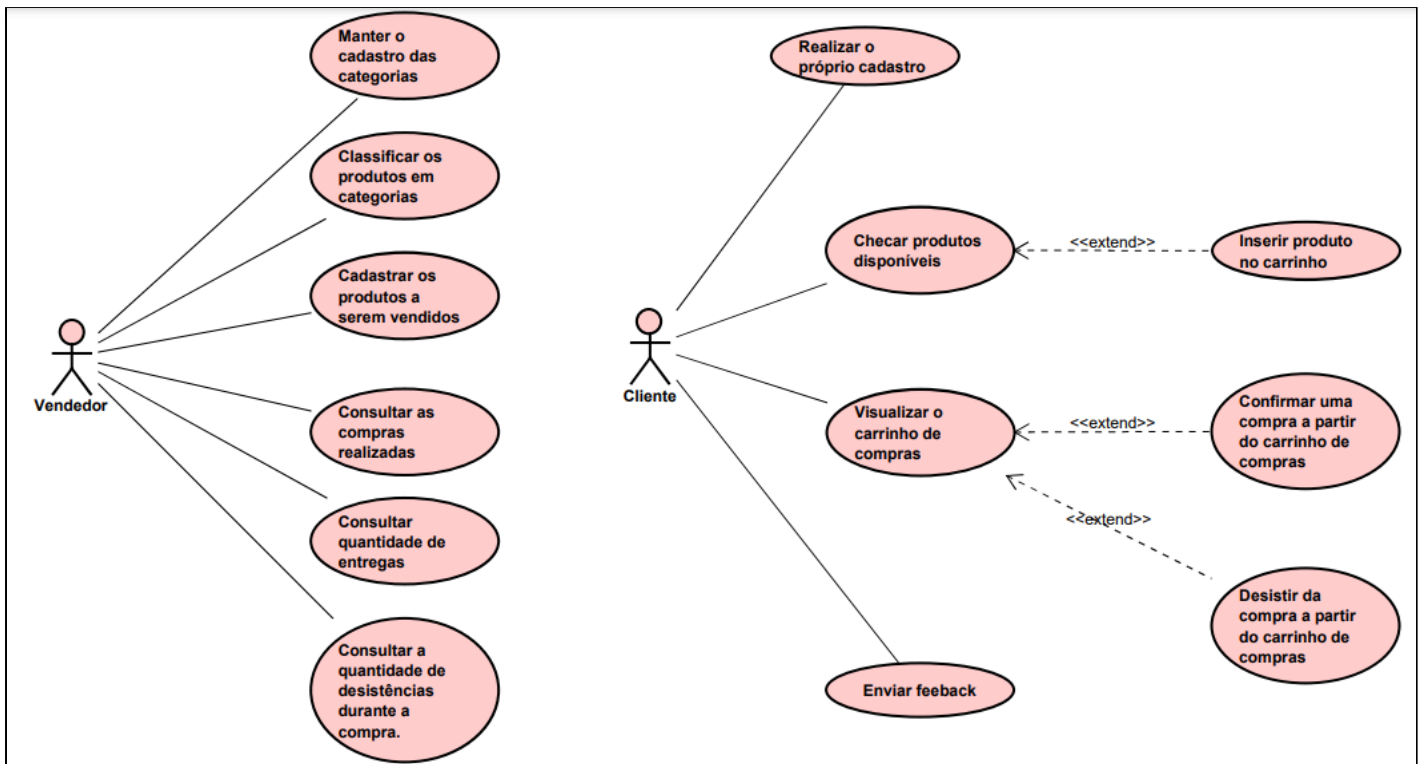 Manter o
cadastro das
categorias
Classificar os
produtos em
categorias
Cadastrar os
produtos a
serem vendidos
Vendedor
Consultar as
compras
realizadas
Consultar
quantidade de
entregas
Consultar a
quantidade de
desistências
durante a
compra.
Realizar o
próprio cadastro
Checar produtos
disponíveis
<<extend>>
Inserir produto
no carrinho
Cliente
Visualizar o
carrinho de
compras
<<extend>>
Confirmar uma
compra a partir
do carrinho de
compras
<<extend>>
Desistir da
compra a partir
do carrinho de
compras
Enviar feeback